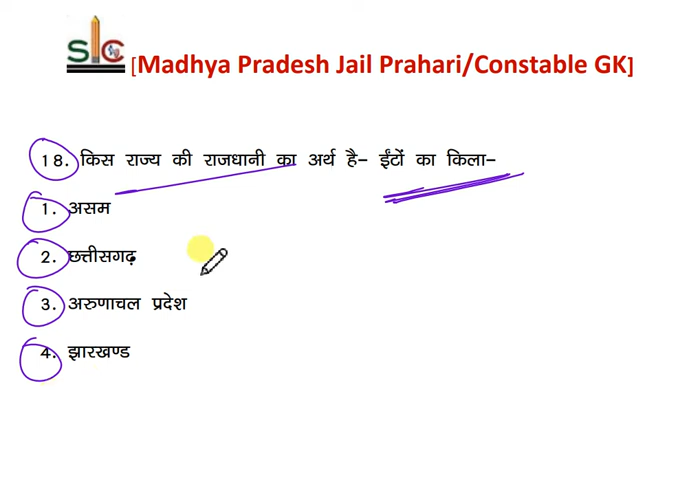 SIC
[Madhya Pradesh Jail Prahari/Constable GK]
18. किस राज्य की राजधानी का अर्थ है- ईंटों का किला-
1. असम
2. छत्तीसगढ़
3. अरुणाचल प्रदेश
4. झारखण्ड